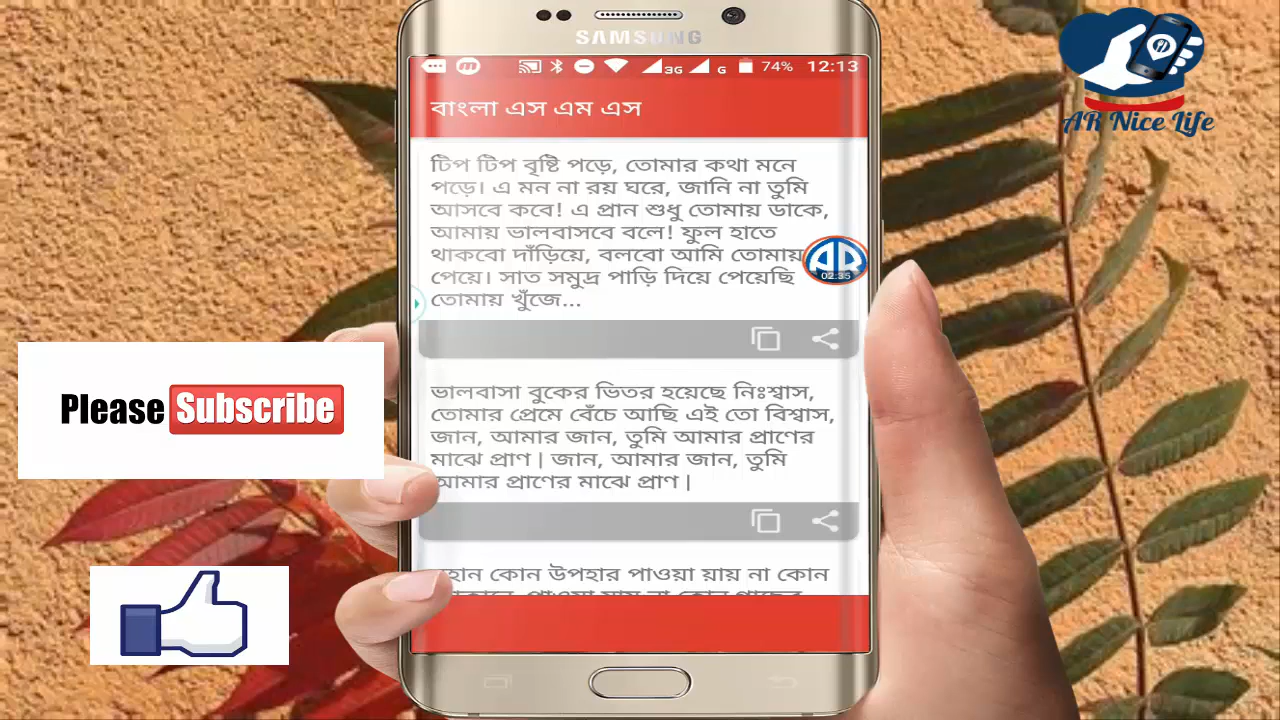 SAMSUNG
3G G 74% 12:13
বাংলা এস এম এস
টিপ টিপ বৃষ্টি পড়ে, তোমার কথা মনে
পড়ে। এ মন না রয় ঘরে, জানি না তুমি
আসবে কবে! এ প্রান শুধু তোমায় ডাকে,
আমায় ভালবাসবে বলে! ফুল হাতে
থাকবো দাঁড়িয়ে, বলবো আমি তোমায়
পেয়ে। সাত সমুদ্র পাড়ি দিয়ে পেয়েছি
তোমায় খুঁজে...
ভালবাসা বুকের ভিতর হয়েছে নিঃশ্বাস,
তোমার প্রেমে বেঁচে আছি এই তো বিশ্বাস,
জান, আমার জান, তুমি আমার প্রাণের
মাঝে প্রাণ | জান, আমার জান, তুমি
আমার প্রাণের মাঝে প্রাণ |
কোন উপহার পাওয়া য়ায় না কোন
AR
02:35
AR Nice Life
Please Subscribe